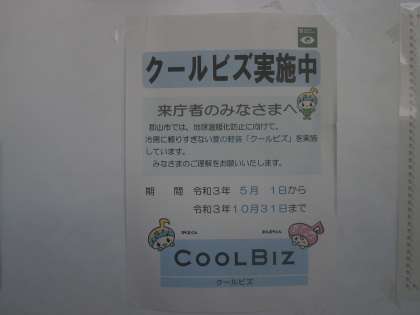 クールビズ実施中
来庁者のみなさまへ
郡山市では、地球温暖化防止に向けて、
冷房に頼りすぎない夏の軽装「クールビズ」を実施
しています。
みなさまのご理解をお願いいたします。
期 間 令和3年 5月 1日から
令和3年10月31日まで
COOLBIZ
クールビズ